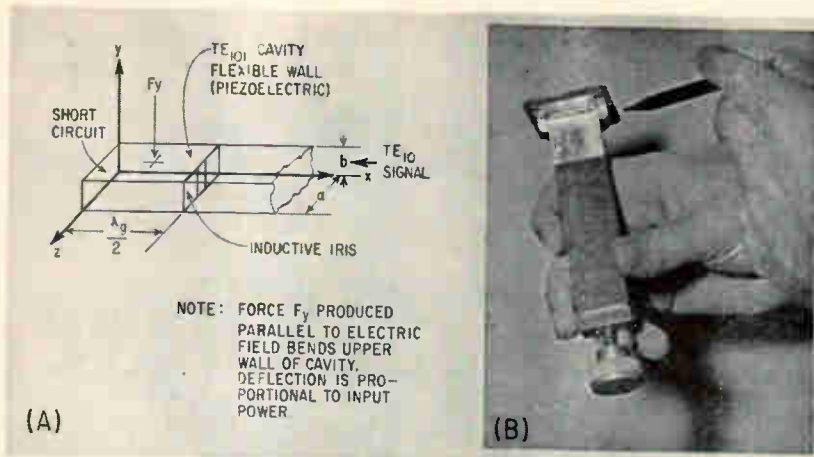 y
TE101 CAVITY
FLEXIBLE WALL
(PIEZOELECTRIC)
Fy
SHORT
CIRCUIT
b
TE10
SIGNAL
x
a
z
λg
2
INDUCTIVE IRIS
NOTE: FORCE Fy PRODUCED
PARALLEL TO ELECTRIC
FIELD BENDS UPPER
WALL OF CAVITY.
DEFLECTION IS PRO-
PORTIONAL TO INPUT
POWER
(A)
(B)